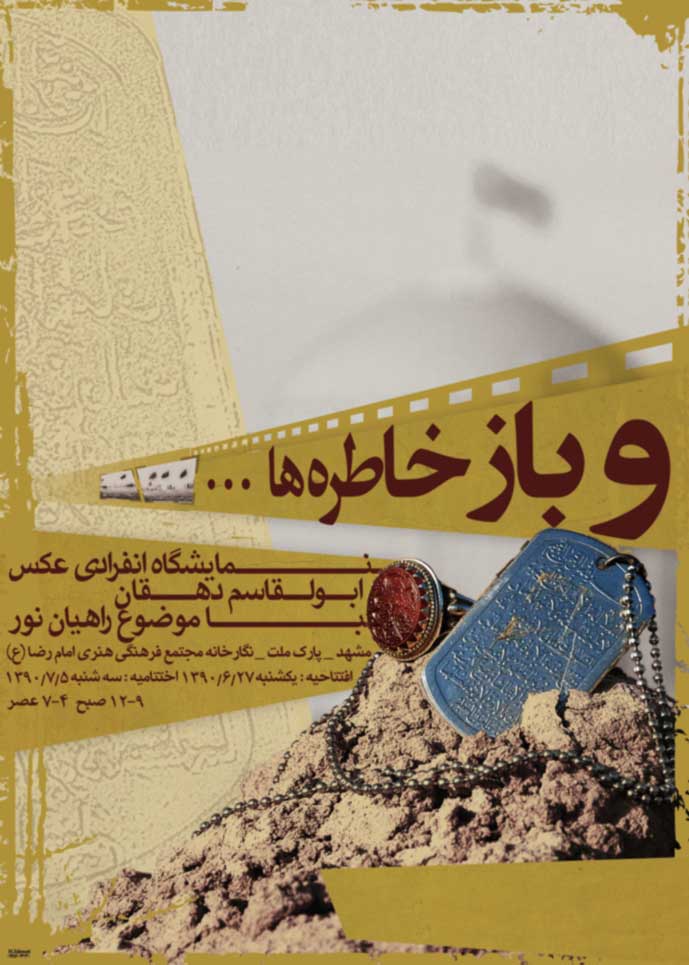 و باز خاطره‌ها ...
نمایشگاه انفرادی عکس
ابولقاسم دهقان
با موضوع راهیان نور
مشهد _ پارک ملت _ نگارخانه مجتمع فرهنگی هنری امام رضا (ع)
افتتاحیه : یکشنبه ۱۳۹۰/۶/۲۷ اختتامیه : سه شنبه ۱۳۹۰/۷/۵
۹-۱۲ صبح ۴-۷ عصر